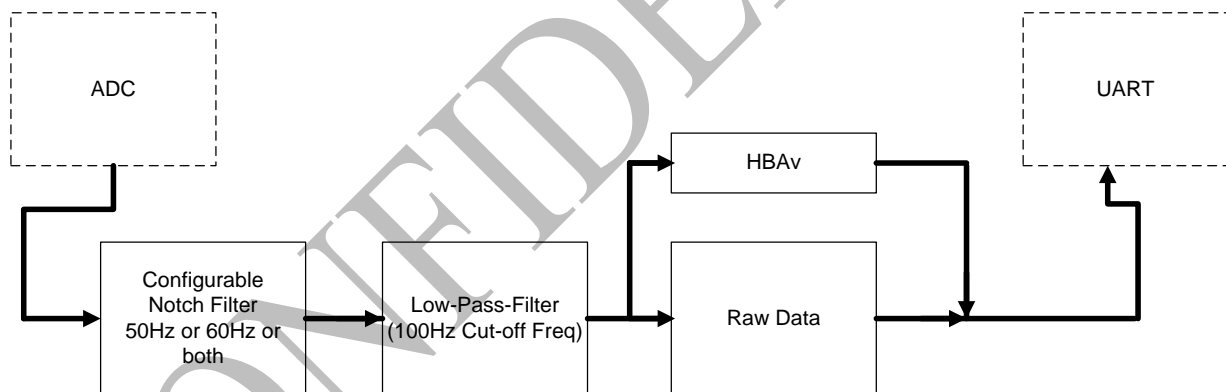 ADC
UART
HBAv
Configurable
Notch Filter
50Hz or 60Hz or
both
Low-Pass-Filter
(100Hz Cut-off Freq)
Raw Data
ONFIDE